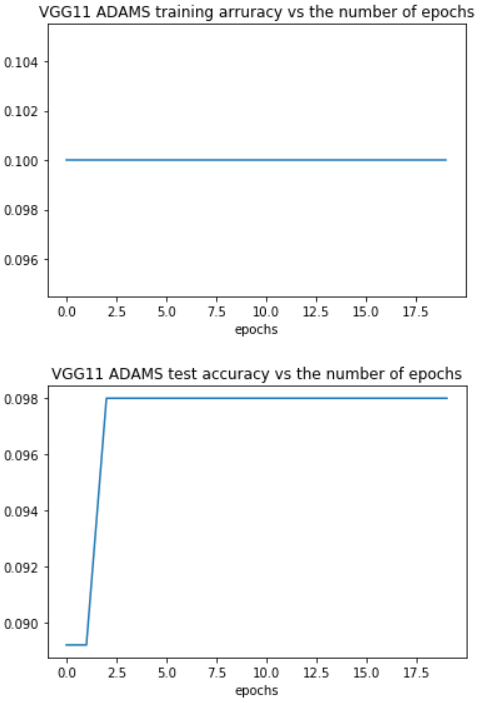 VGG11 ADAMS training arruracy vs the number of epochs
0.104
0.102
0.100
0.098
0.096
0.0 2.5 5.0 7.5 10.0 12.5 15.0 17.5
epochs
VGG11 ADAMS test accuracy vs the number of epochs
0.098
0.096
0.094
0.092
0.090
0.0 2.5 5.0 7.5 10.0 12.5 15.0 17.5
epochs